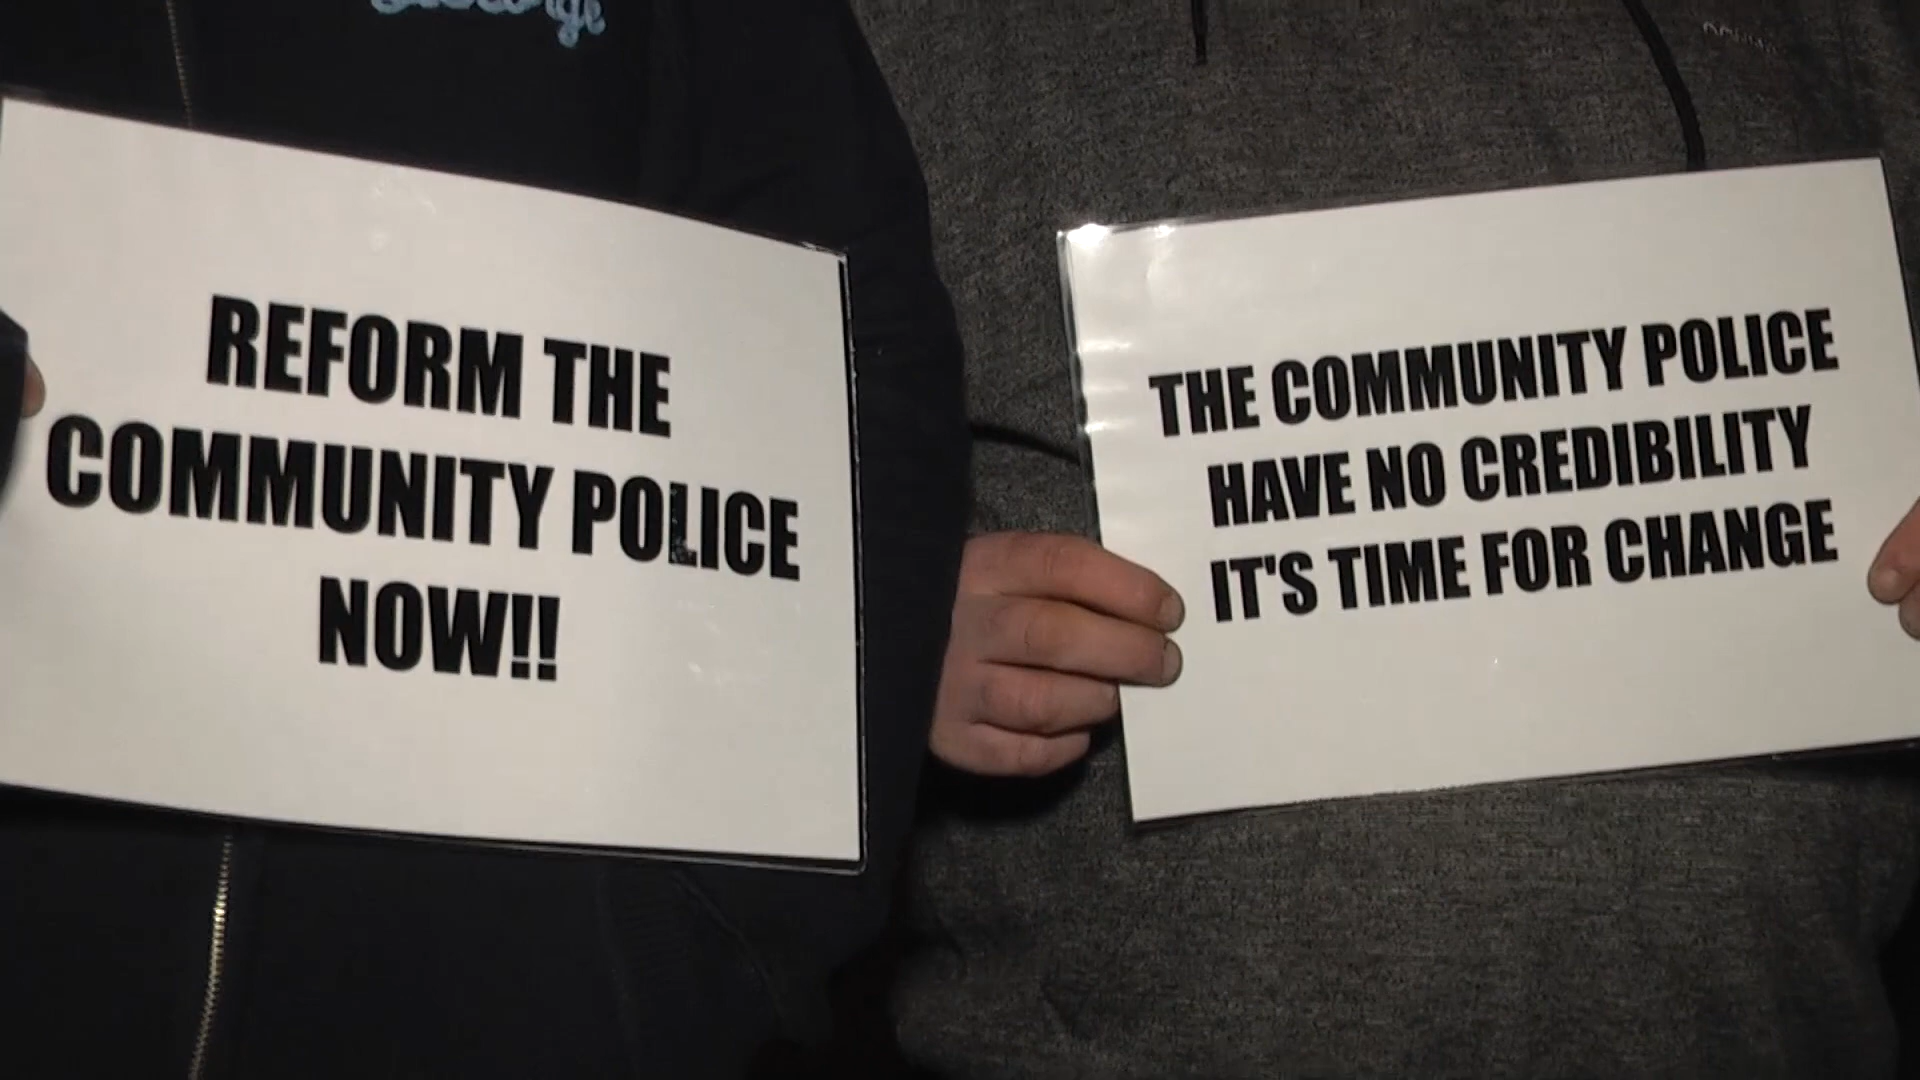 REFORM THE
COMMUNITY POLICE
NOW!!
THE COMMUNITY POLICE
HAVE NO CREDIBILITY
IT'S TIME FOR CHANGE